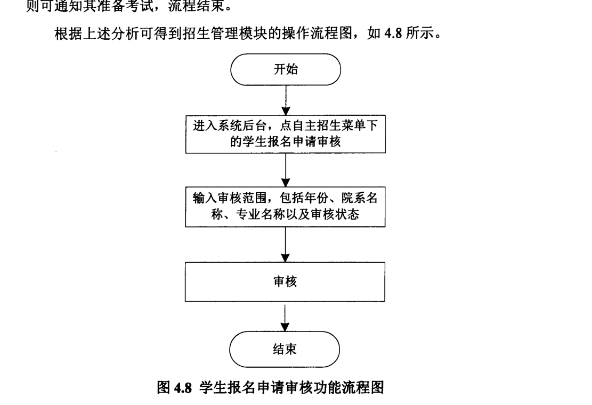 则可通知其准备考试，流程结束。
根据上述分析可得到招生管理模块的操作流程图，如 4.8 所示。
开始
进入系统后台，点自主招生菜单下
的学生报名申请审核
输入审核范围，包括年份、院系名
称、专业名称以及审核状态
审核
结束
图 4.8 学生报名申请审核功能流程图